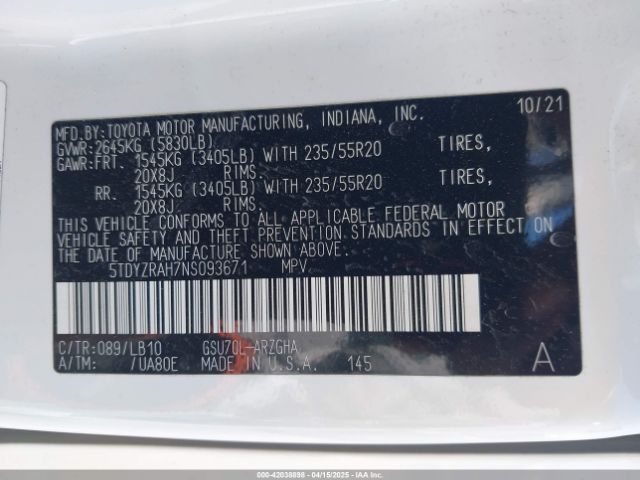 MFD.BY:TOYOTA MOTOR MANUFACTURING, INDIANA, INC. 10/21
GVWR:2645KG (5830LB)
GAWR:FRT. 1545KG (3405LB) WITH 235/55R20 TIRES,
20X8J RIMS.
RR. 1545KG (3405LB) WITH 235/55R20 TIRES,
20X8J RIMS.
THIS VEHICLE CONFORMS TO ALL APPLICABLE FEDERAL MOTOR
VEHICLE SAFETY AND THEFT PREVENTION STANDARDS IN EFFECT ON
THE DATE OF MANUFACTURE SHOWN ABOVE.
5TDYZRAH7NS093671 MPV
C/TR:089/LB10 GSU70L-ARZGHA
A/TM: /UA80E MADE IN U.S.A. 145 A
000-42038898 - 04/15/2025 - IAAI.COM